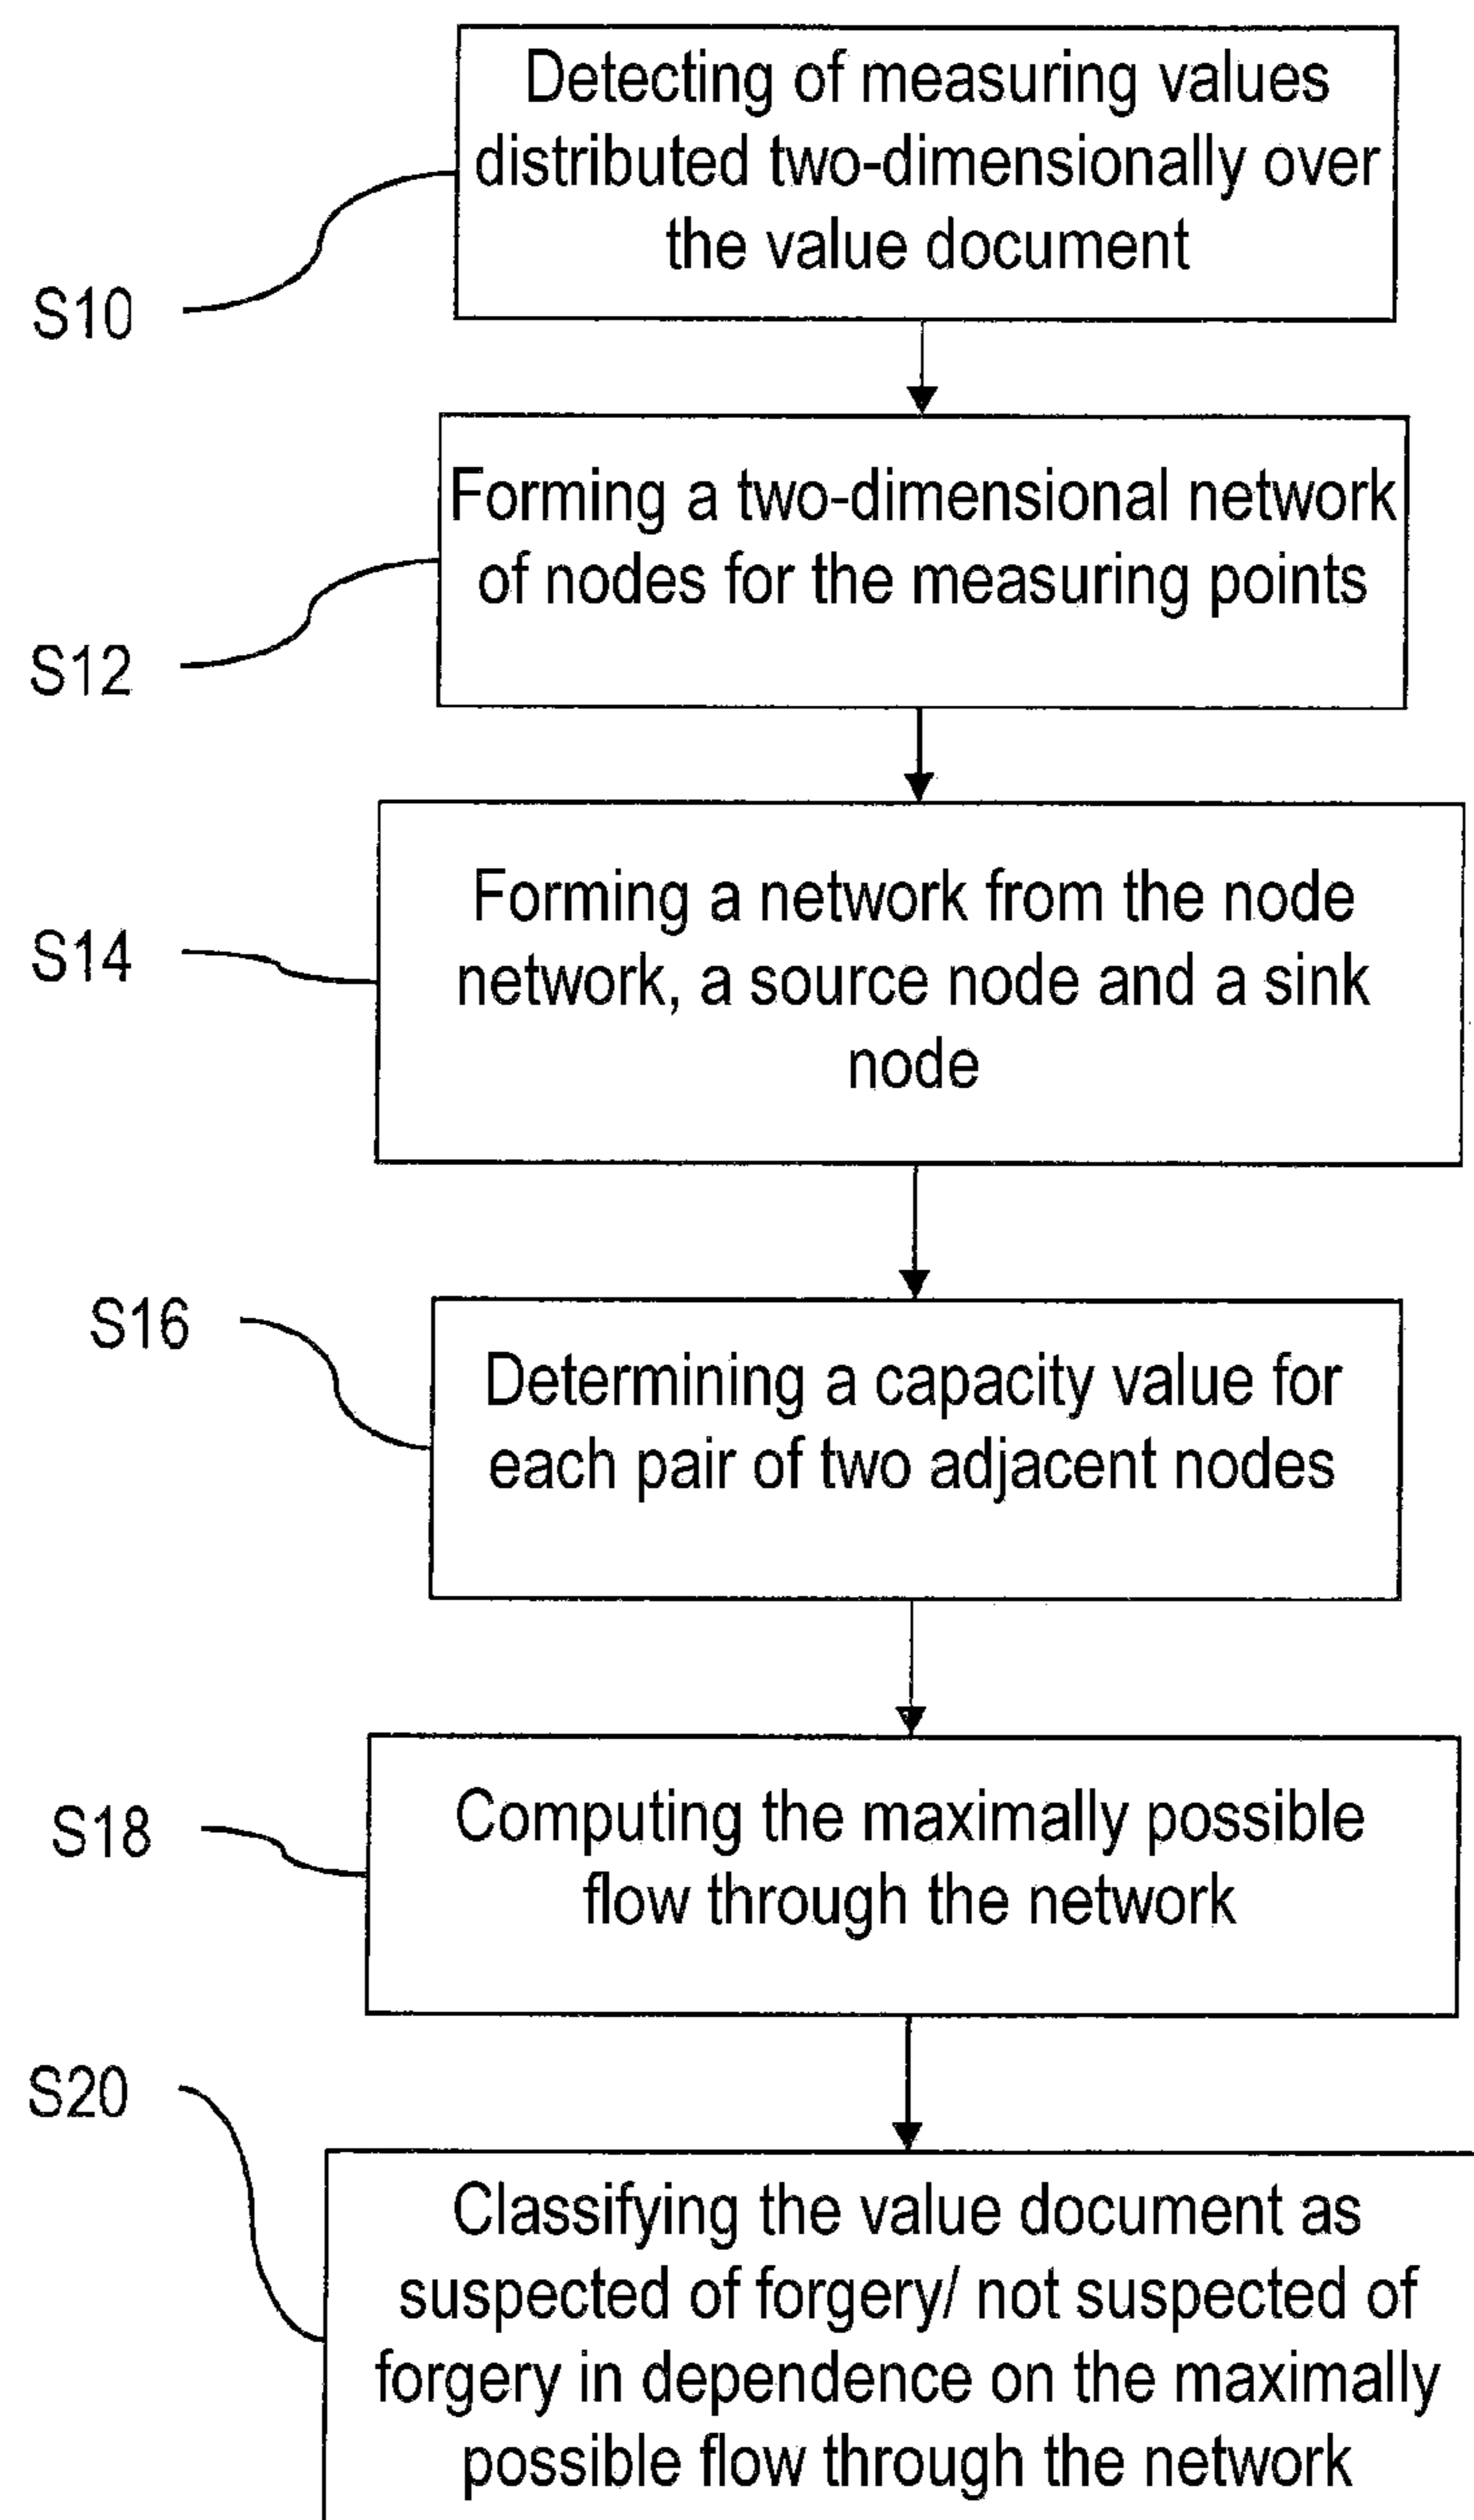 Detecting of measuring values
distributed two-dimensionally over
the value document
S10
Forming a two-dimensional network
of nodes for the measuring points
S12
Forming a network from the node
network, a source node and a sink
node
S14
S16
Determining a capacity value for
each pair of two adjacent nodes
S18
Computing the maximally possible
flow through the network
S20
Classifying the value document as
suspected of forgery/ not suspected of
forgery in dependence on the maximally
possible flow through the network